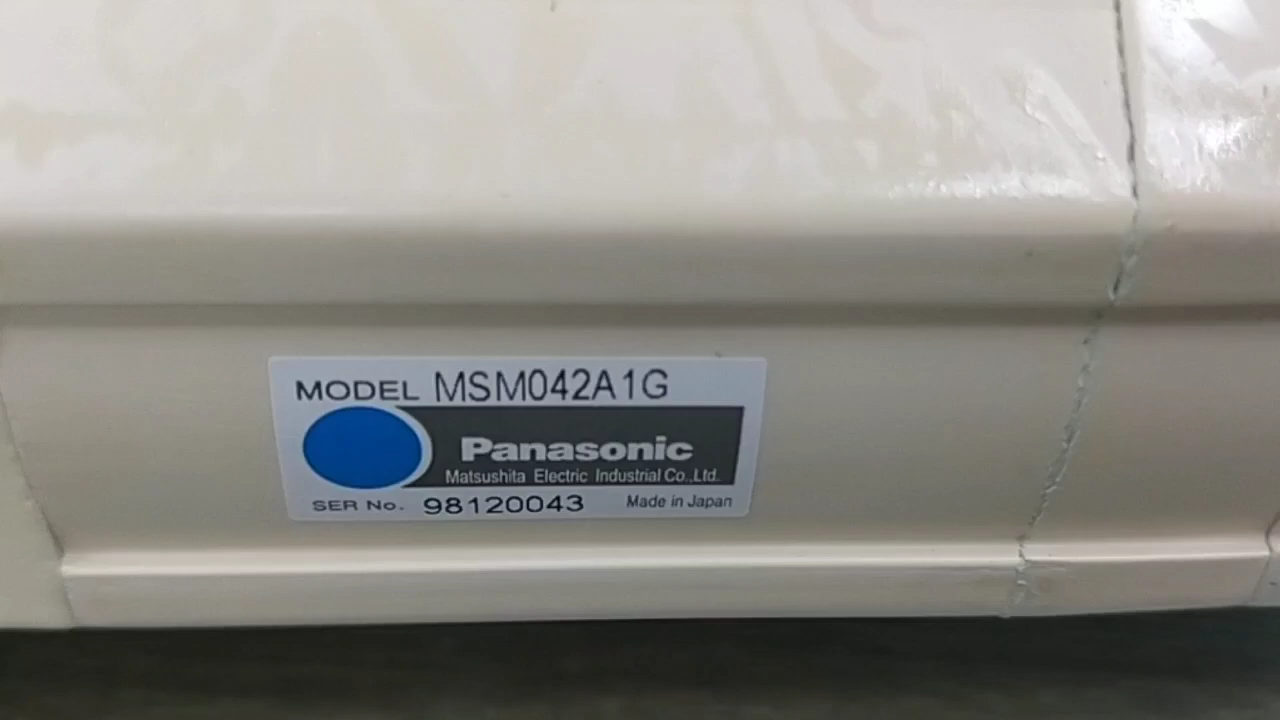 MODEL MSM042A1G
Panasonic
Matsushita Electric Industrial Co.,Ltd.
SER No. 98120043 Made in Japan